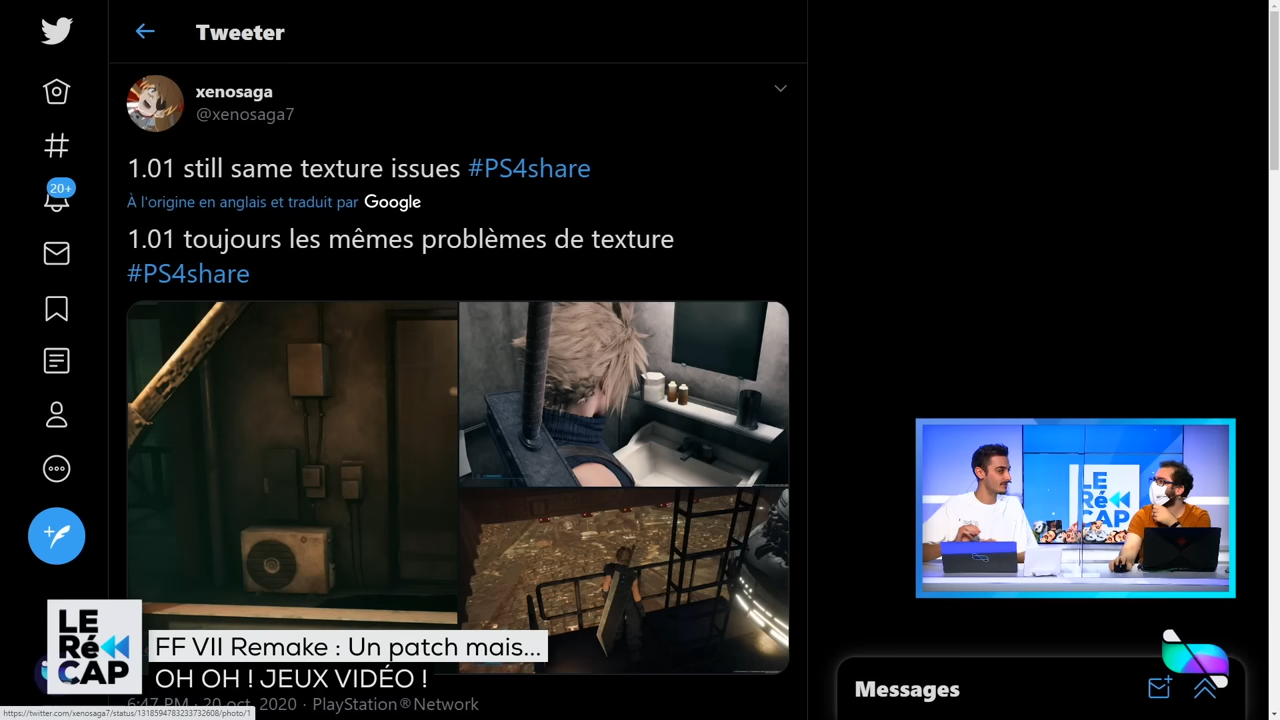 Tweeter
xenosaga
@xenosaga7
1.01 still same texture issues #PS4share
À l'origine en anglais et traduit par Google
1.01 toujours les mêmes problèmes de texture
#PS4share
20+
LE
Ré
CAP
LE
Ré
CAP
FF VII Remake : Un patch mais...
OH OH ! JEUX VIDÉO !
6:47 PM · 20 oct. 2020 · PlayStation®Network
Messages
https://twitter.com/xenosaga7/status/1318594783233732608/photo/1